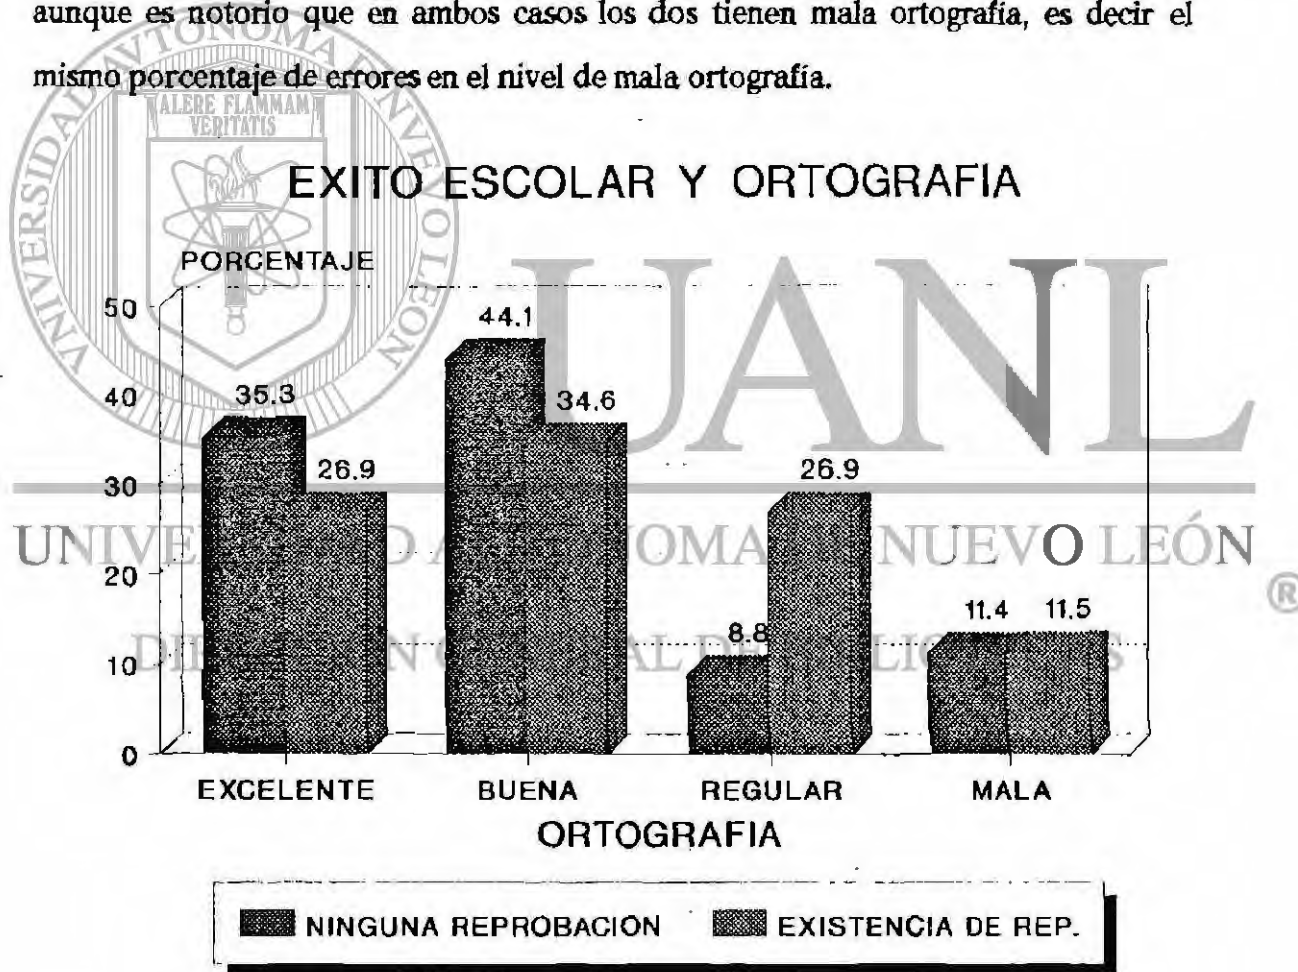 aunque es notorio que en ambos casos los dos tienen mala ortografía, es decir el
mismo porcentaje de errores en el nivel de mala ortografía.
ALERE FLAMMAM
VERITATIS
EXITO ESCOLAR Y ORTOGRAFIA
PORCENTAJE
UANL
50
40
30
20
10
0
35.3
26.9
44.1
34.6
8.8
26.9
11.4
11.5
NUEVO LEÓN
®
EXCELENTE
BUENA
REGULAR
MALA
ORTOGRAFIA
NINGUNA REPROBACION
EXISTENCIA DE REP.